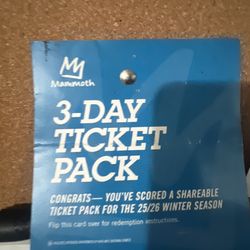 Mammoth
3-DAY
TICKET
PACK
CONGRATS— YOU'VE SCORED A SHAREABLE
TICKET PACK FOR THE 25/26 WINTER SEASON
Flip this card over for redemption instructions.